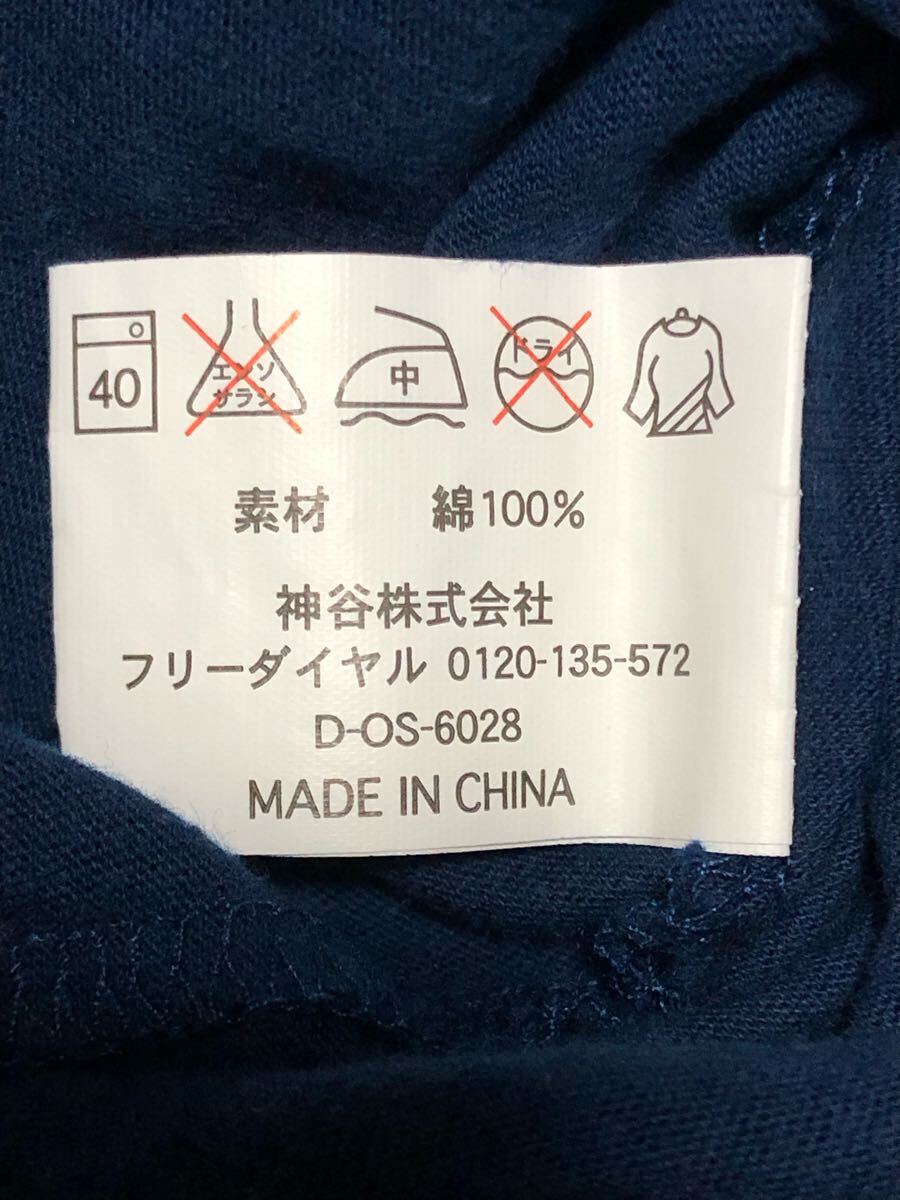 40 エンソ 中 ドライ
サラシ
素材 綿100%
神谷株式会社
フリーダイヤル 0120-135-572
D-OS-6028
MADE IN CHINA